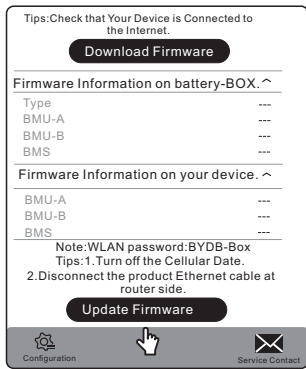 Tips:Check that Your Device is Connected to
the Internet.
Download Firmware
Firmware Information on battery-BOX.
Type ---
BMU-A ---
BMU-B ---
BMS ---
Firmware Information on your device.
BMU-A ---
BMU-B ---
BMS ---
Note:WLAN password:BYDB-Box
Tips:1.Turn off the Cellular Date.
2.Disconnect the product Ethernet cable at
router side.
Update Firmware
Configuration
Service Contact